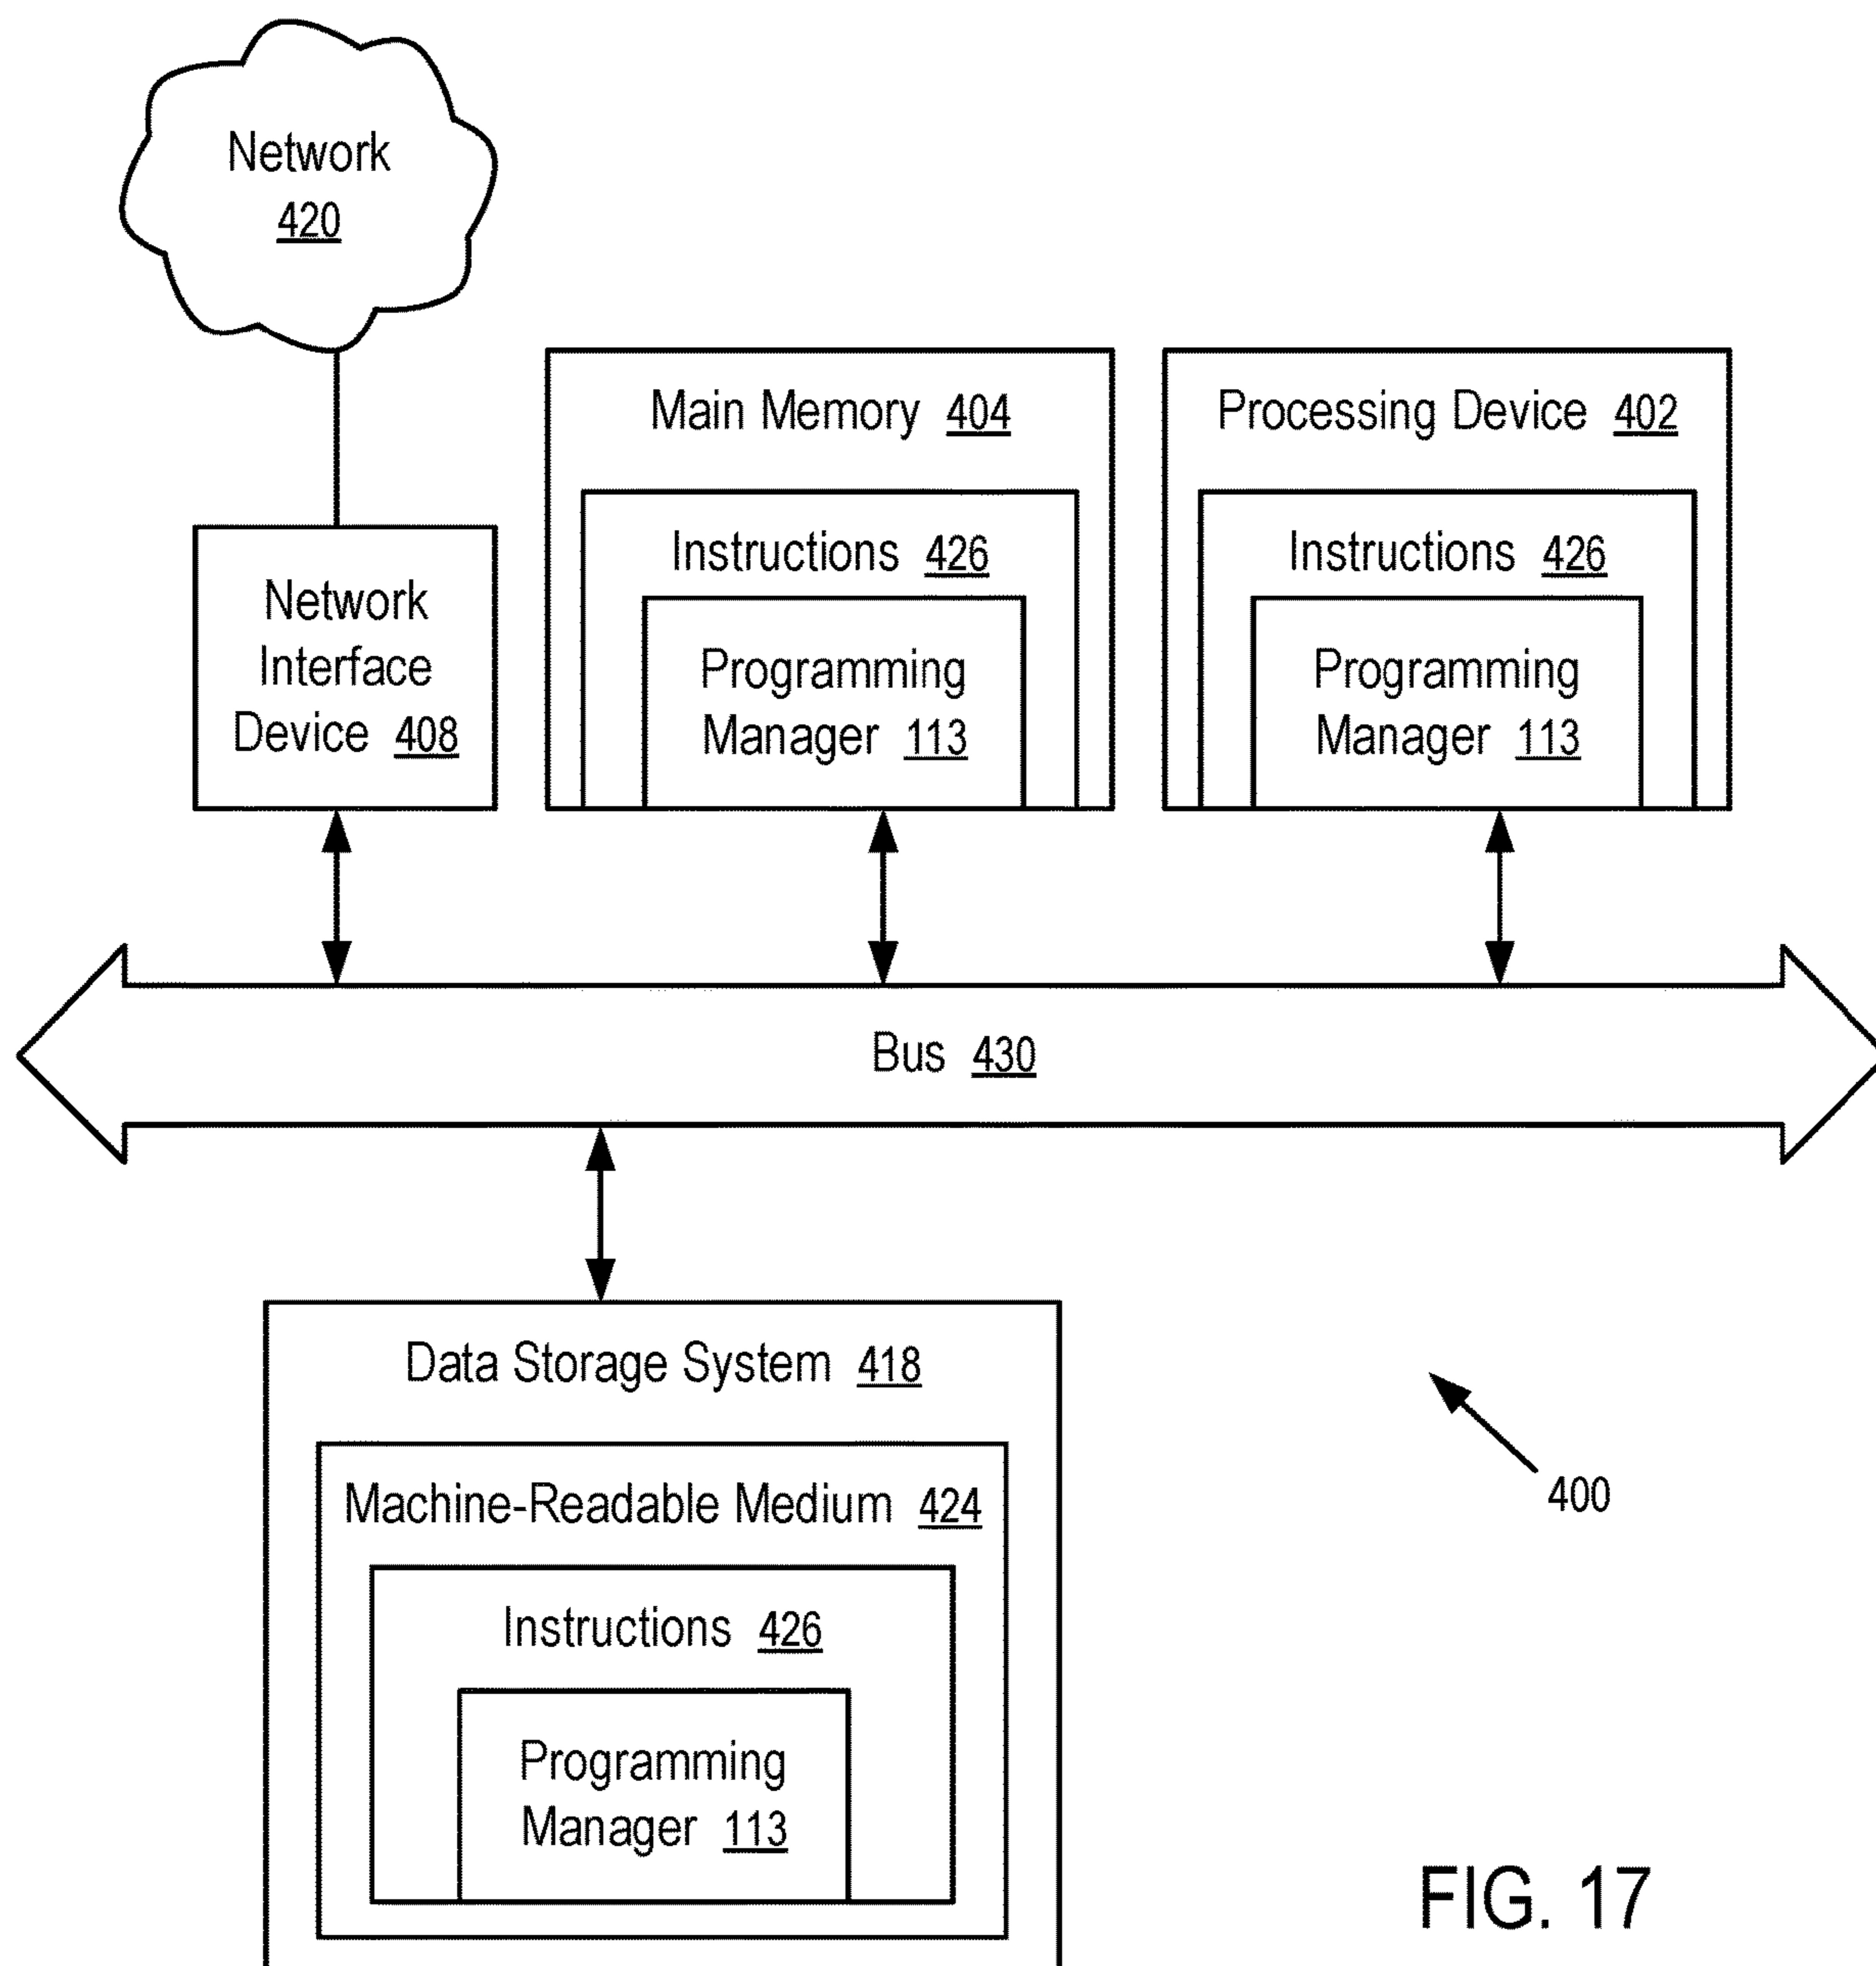 Network
420
Main Memory 404
Instructions 426
Programming
Manager 113
Processing Device 402
Instructions 426
Programming
Manager 113
Network
Interface
Device 408
Bus 430
Data Storage System 418
Machine-Readable Medium 424
Instructions 426
Programming
Manager 113
400
FIG. 17